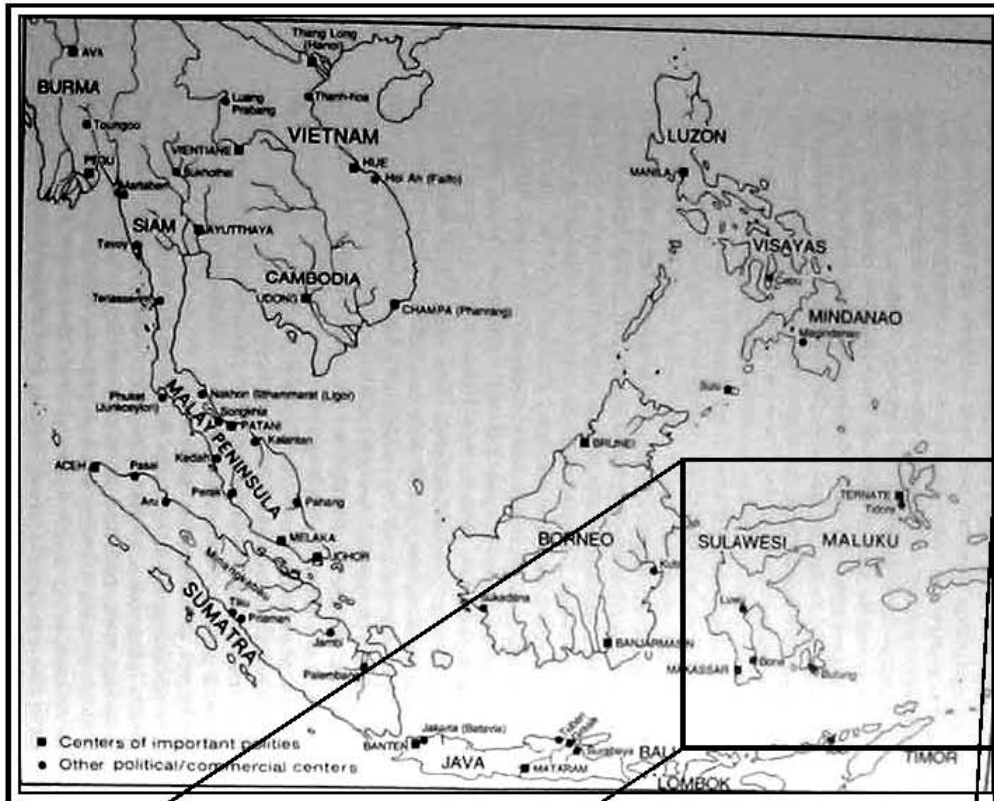 AVA
BURMA
Toungoo
PEGU
Martaban
SIAM
Tavoy
Tenasserim
Thang Long
(Hanoi)
Luang
Prabang
Thanh-hoa
VIETNAM
VIENTIANE
Sukhothai
HUE
Hoi An (Faifo)
AYUTTHAYA
CAMBODIA
UDONG
CHAMPA (Phanrang)
LUZON
MANILA
VISAYAS
Cebu
MINDANAO
Magindanao
Sulu
Phuket
(Junkceylon)
Nakhon Sithammarat (Ligor)
Songkhla
PATANI
Kelantan
MALAY PENINSULA
Kedah
Perak
Pahang
ACEH
Pasai
Aru
MELAKA
JOHOR
Minangkabau
SUMATRA
Tiku
Priaman
Jambi
Palembang
BRUNEI
BORNEO
Sukadana
BANJARMASIN
TERNATE
Tidore
SULAWESI
MALUKU
Luwu
MAKASSAR
Bone
Butung
Centers of important polities
Other political/commercial centers
BANTEN
Jakarta (Batavia)
JAVA
Tuban
Surabaya
MATARAM
BALI
LOMBOK
TIMOR